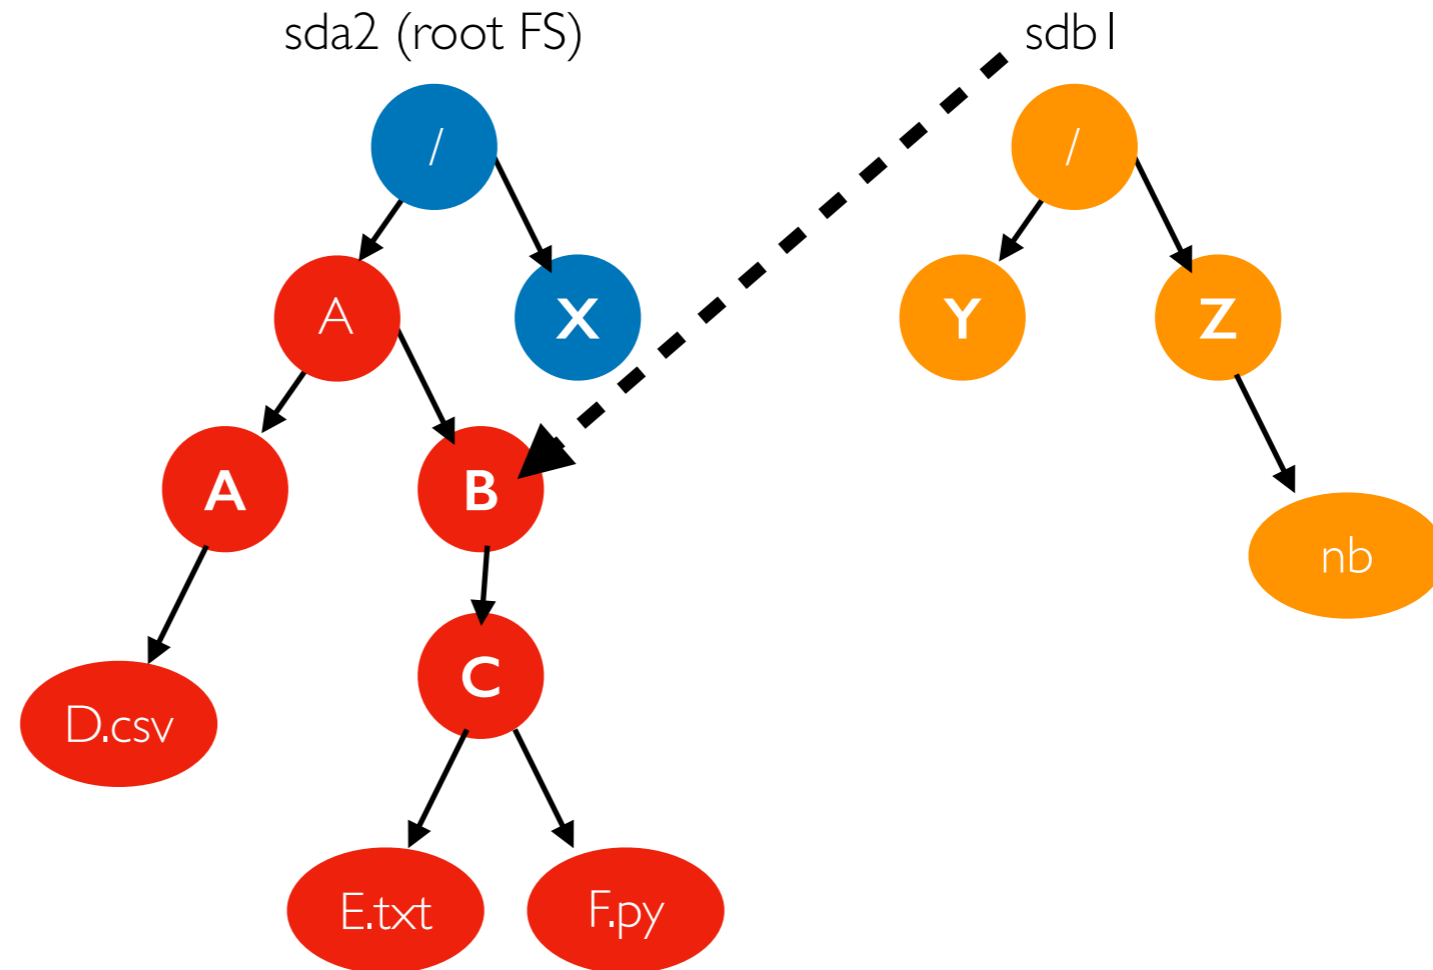 sda2 (root FS)
sdb1
/
/
A
X
Y
Z
A
B
nb
C
D.csv
E.txt
F.py